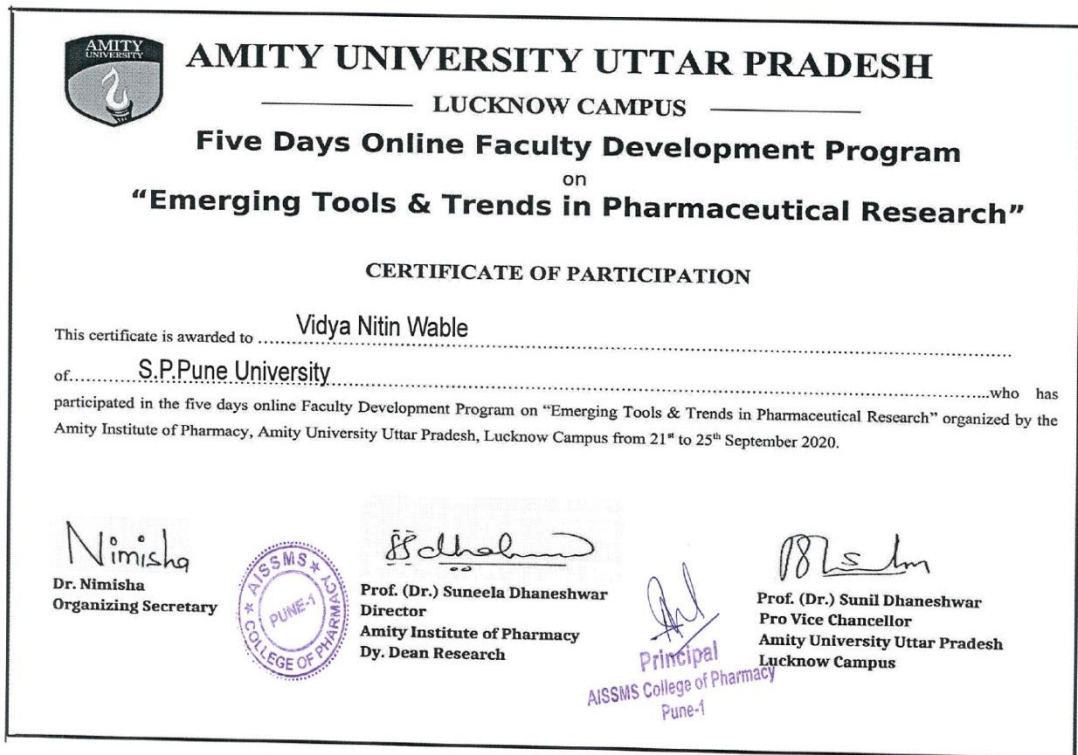 AMITY
UNIVERSITY
AMITY UNIVERSITY UTTAR PRADESH
LUCKNOW CAMPUS
Five Days Online Faculty Development Program
on
“Emerging Tools & Trends in Pharmaceutical Research”
CERTIFICATE OF PARTICIPATION
This certificate is awarded to Vidya Nitin Wable
of S.P.Pune University who has
participated in the five days online Faculty Development Program on “Emerging Tools & Trends in Pharmaceutical Research” organized by the
Amity Institute of Pharmacy, Amity University Uttar Pradesh, Lucknow Campus from 21st to 25th September 2020.
Nimisha
Dr. Nimisha
Organizing Secretary
AISSMS
COLLEGE OF PHARMACY
PUNE-1
Prof. (Dr.) Suneela Dhaneshwar
Director
Amity Institute of Pharmacy
Dy. Dean Research
Principal
AISSMS College of Pharmacy
Pune-1
Prof. (Dr.) Sunil Dhaneshwar
Pro Vice Chancellor
Amity University Uttar Pradesh
Lucknow Campus